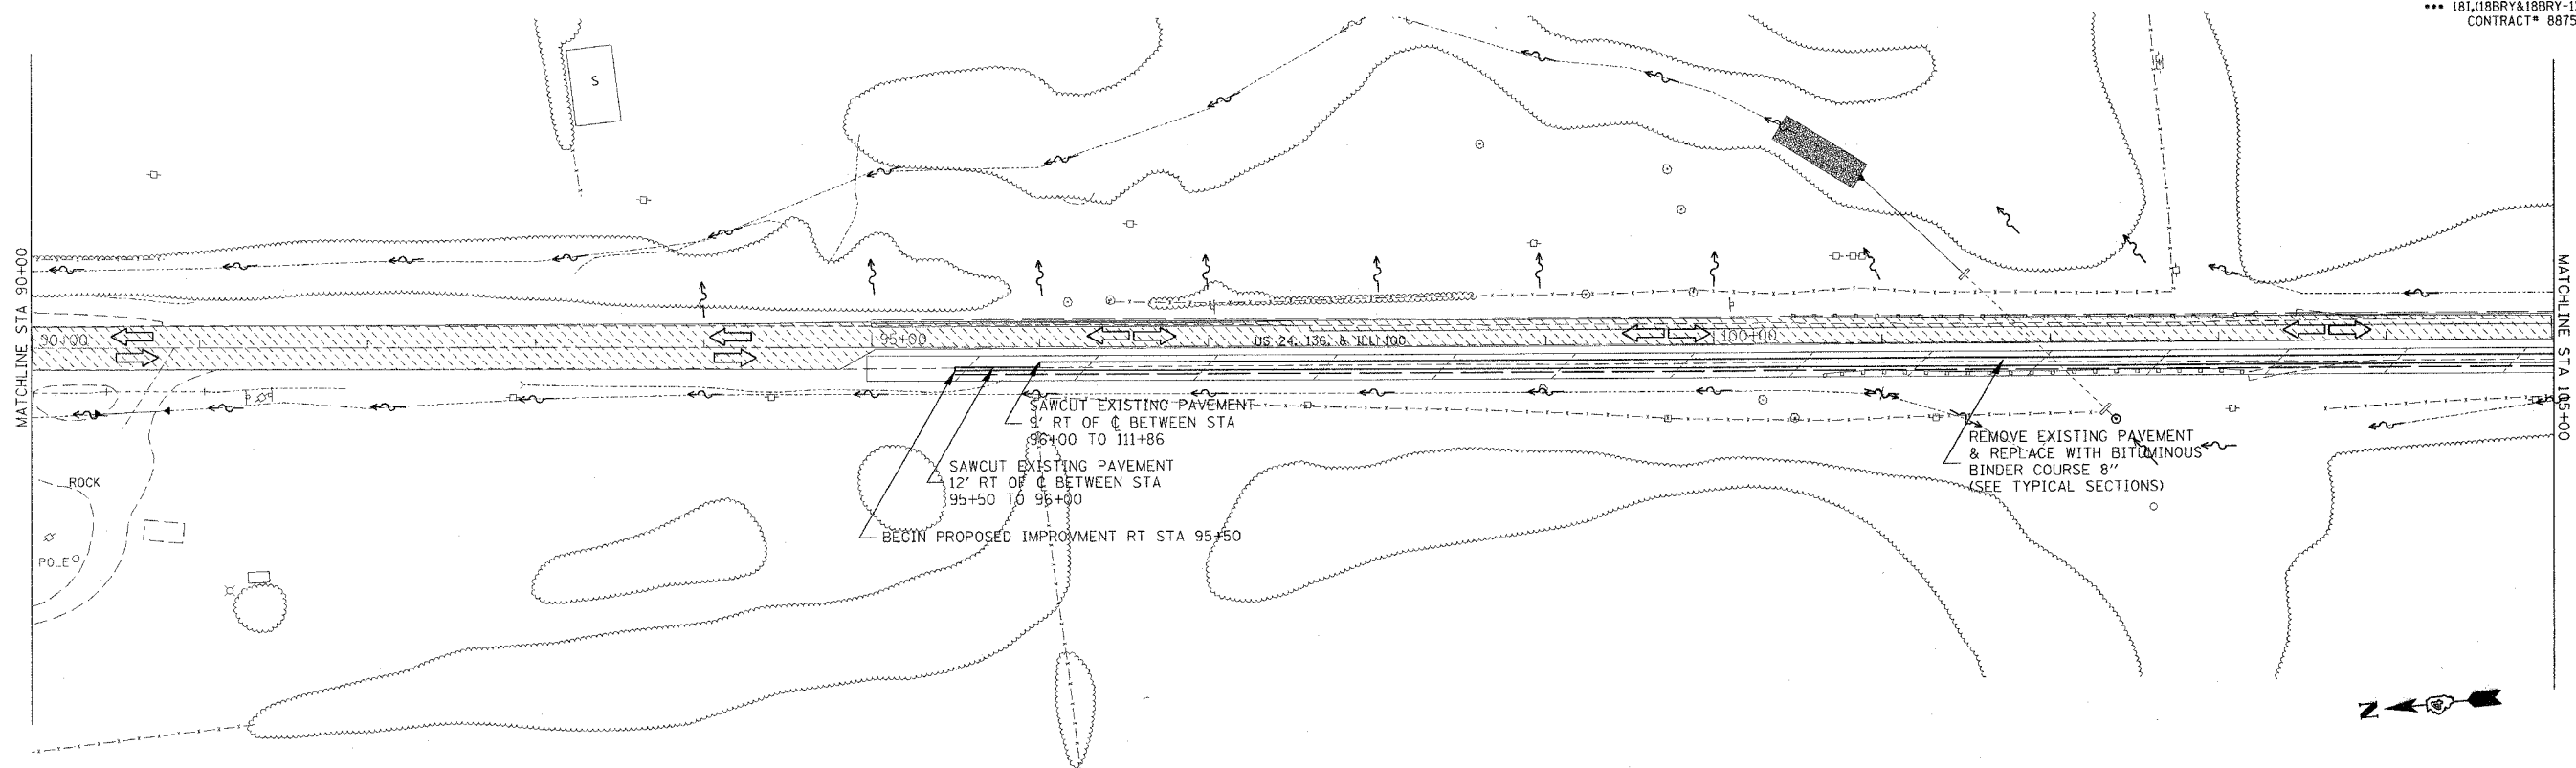 *** 18I,(18BRY&18BRY-1)
CONTRACT# 8875
S
MATCHLINE STA 90+00
90+00
95+00
US 24, 136, & ILL 100
100+00
MATCHLINE STA 105+00
SAWCUT EXISTING PAVEMENT
9' RT OF ℄ BETWEEN STA
96+00 TO 111+86
SAWCUT EXISTING PAVEMENT
12' RT OF ℄ BETWEEN STA
95+50 TO 96+00
BEGIN PROPOSED IMPROVMENT RT STA 95+50
REMOVE EXISTING PAVEMENT
& REPLACE WITH BITUMINOUS
BINDER COURSE 8"
(SEE TYPICAL SECTIONS)
ROCK
POLE
Z